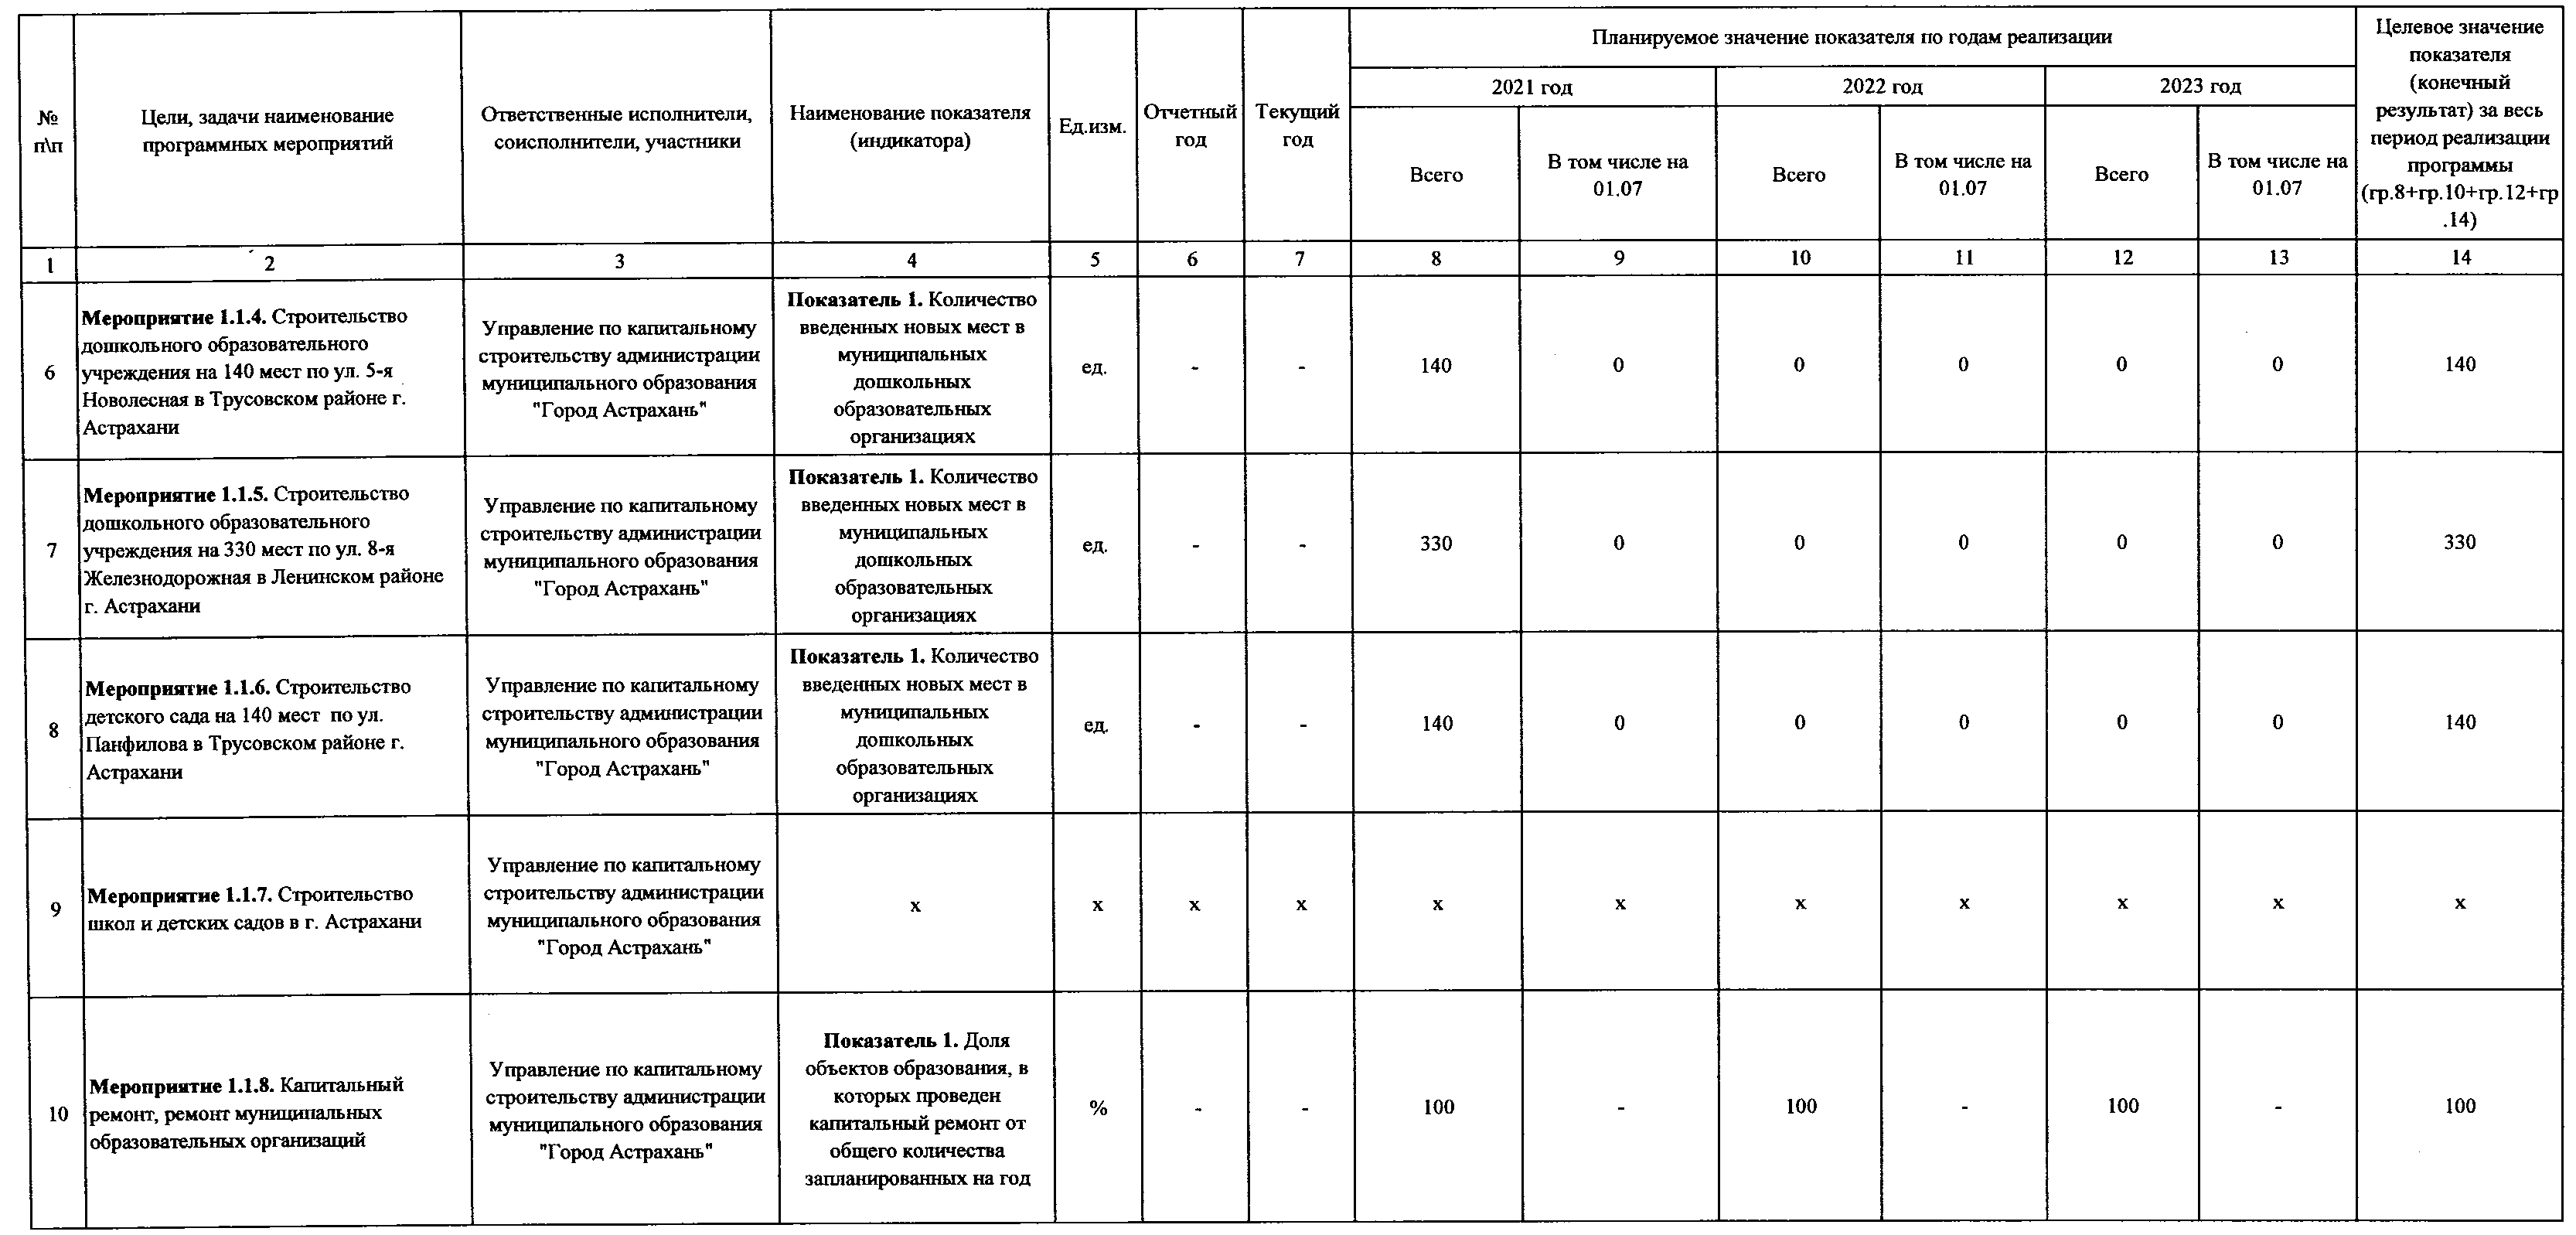 №
п\п
Цели, задачи наименование
программных мероприятий
Ответственные исполнители,
соисполнители, участники
Наименование показателя
(индикатора)
Ед.изм.
Отчетный
год
Текущий
год
Планируемое значение показателя по годам реализации
2021 год
2022 год
2023 год
Всего
В том числе на
01.07
Всего
В том числе на
01.07
Всего
В том числе на
01.07
Целевое значение
показателя
(конечный
результат) за весь
период реализации
программы
(гр.8+гр.10+гр.12+гр
.14)
1 2 3 4 5 6 7 8 9 10 11 12 13 14
6
Мероприятие 1.1.4. Строительство
дошкольного образовательного
учреждения на 140 мест по ул. 5-я
Новолесная в Трусовском районе г.
Астрахани
Управление по капитальному
строительству администрации
муниципального образования
"Город Астрахань"
Показатель 1. Количество
введенных новых мест в
муниципальных
дошкольных
образовательных
организациях
ед. - - 140 0 0 0 0 0 140
7
Мероприятие 1.1.5. Строительство
дошкольного образовательного
учреждения на 330 мест по ул. 8-я
Железнодорожная в Ленинском районе
г. Астрахани
Управление по капитальному
строительству администрации
муниципального образования
"Город Астрахань"
Показатель 1. Количество
введенных новых мест в
муниципальных
дошкольных
образовательных
организациях
ед. - - 330 0 0 0 0 0 330
8
Мероприятие 1.1.6. Строительство
детского сада на 140 мест по ул.
Панфилова в Трусовском районе г.
Астрахани
Управление по капитальному
строительству администрации
муниципального образования
"Город Астрахань"
Показатель 1. Количество
введенных новых мест в
муниципальных
дошкольных
образовательных
организациях
ед. - - 140 0 0 0 0 0 140
9
Мероприятие 1.1.7. Строительство
школ и детских садов в г. Астрахани
Управление по капитальному
строительству администрации
муниципального образования
"Город Астрахань"
х х х х х х х х х х х
10
Мероприятие 1.1.8. Капитальный
ремонт, ремонт муниципальных
образовательных организаций
Управление по капитальному
строительству администрации
муниципального образования
"Город Астрахань"
Показатель 1. Доля
объектов образования, в
которых проведен
капитальный ремонт от
общего количества
запланированных на год
% - - 100 - 100 - 100 - 100